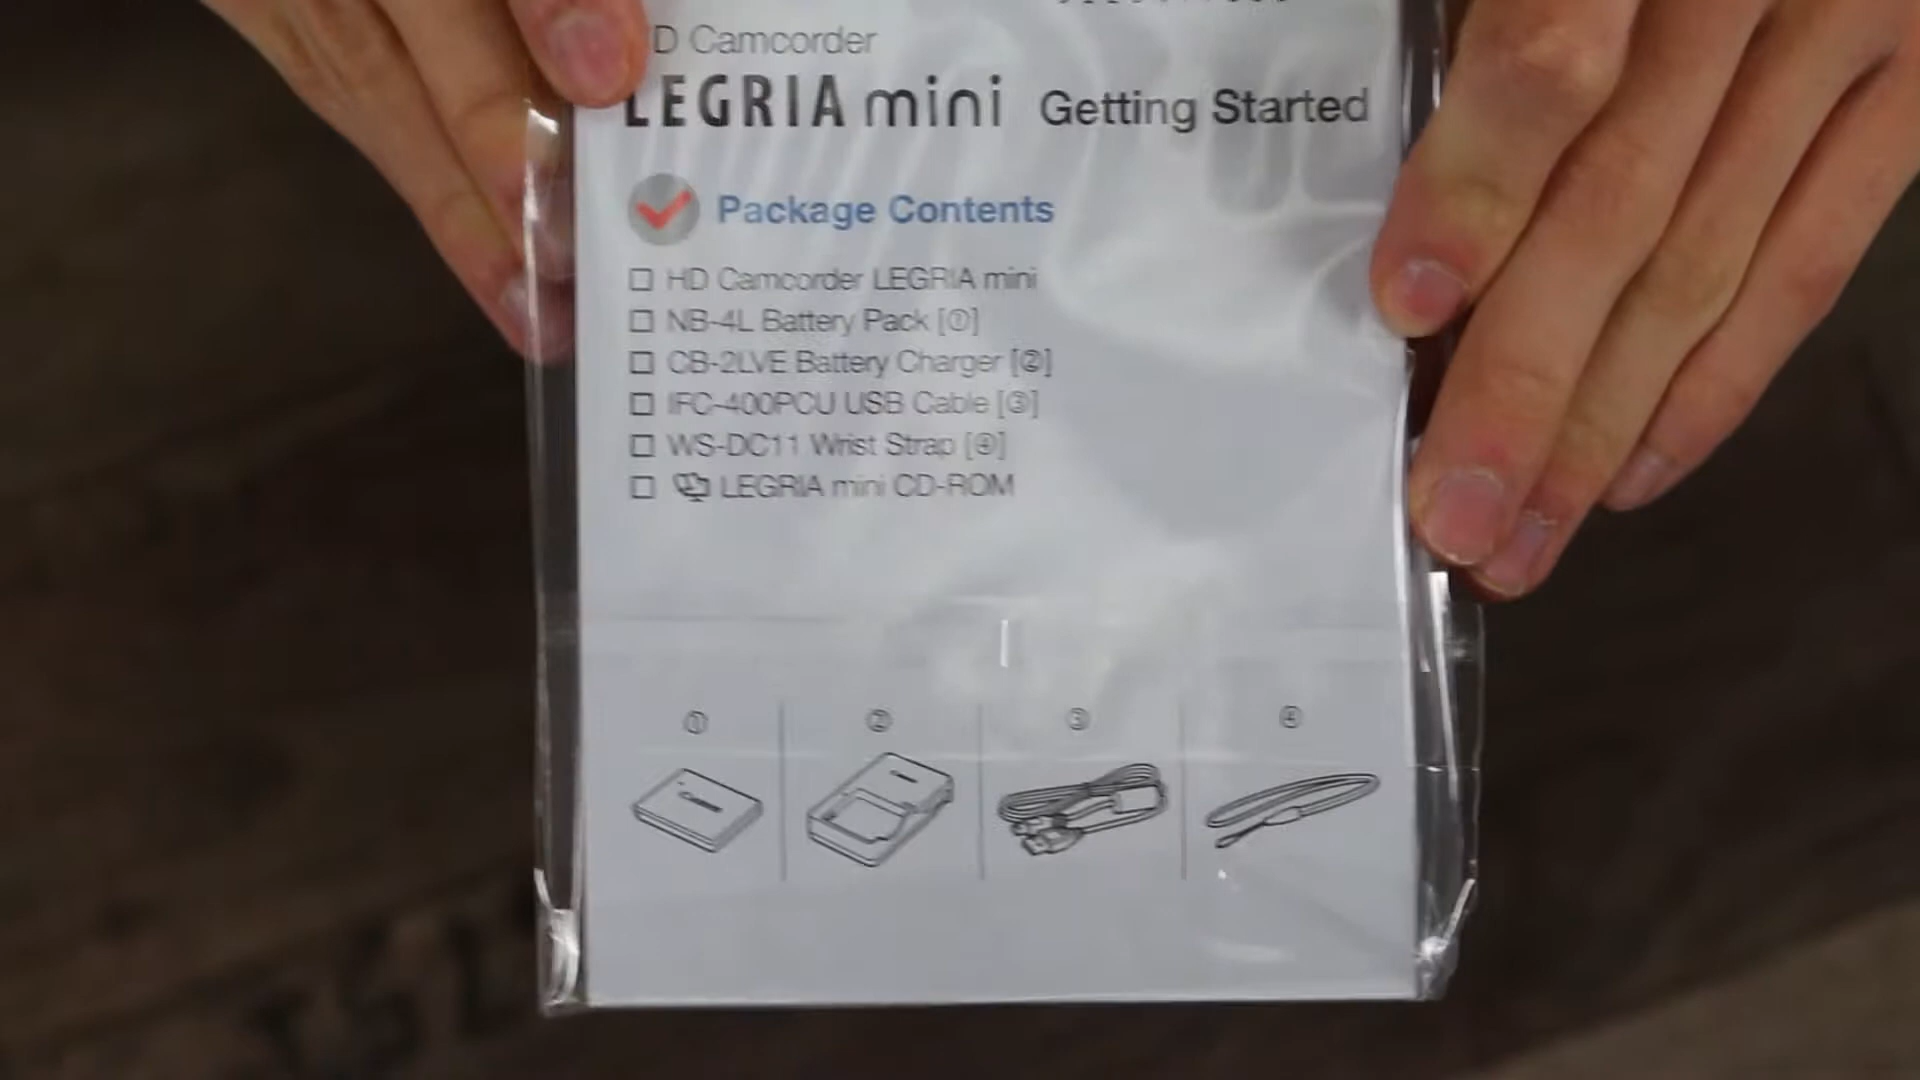 D Camcorder
LEGRIA mini Getting Started
Package Contents
HD Camcorder LEGRIA mini
NB-4L Battery Pack [①]
CB-2LVE Battery Charger [②]
IFC-400PCU USB Cable [③]
WS-DC11 Wrist Strap [④]
LEGRIA mini CD-ROM
① ② ③ ④